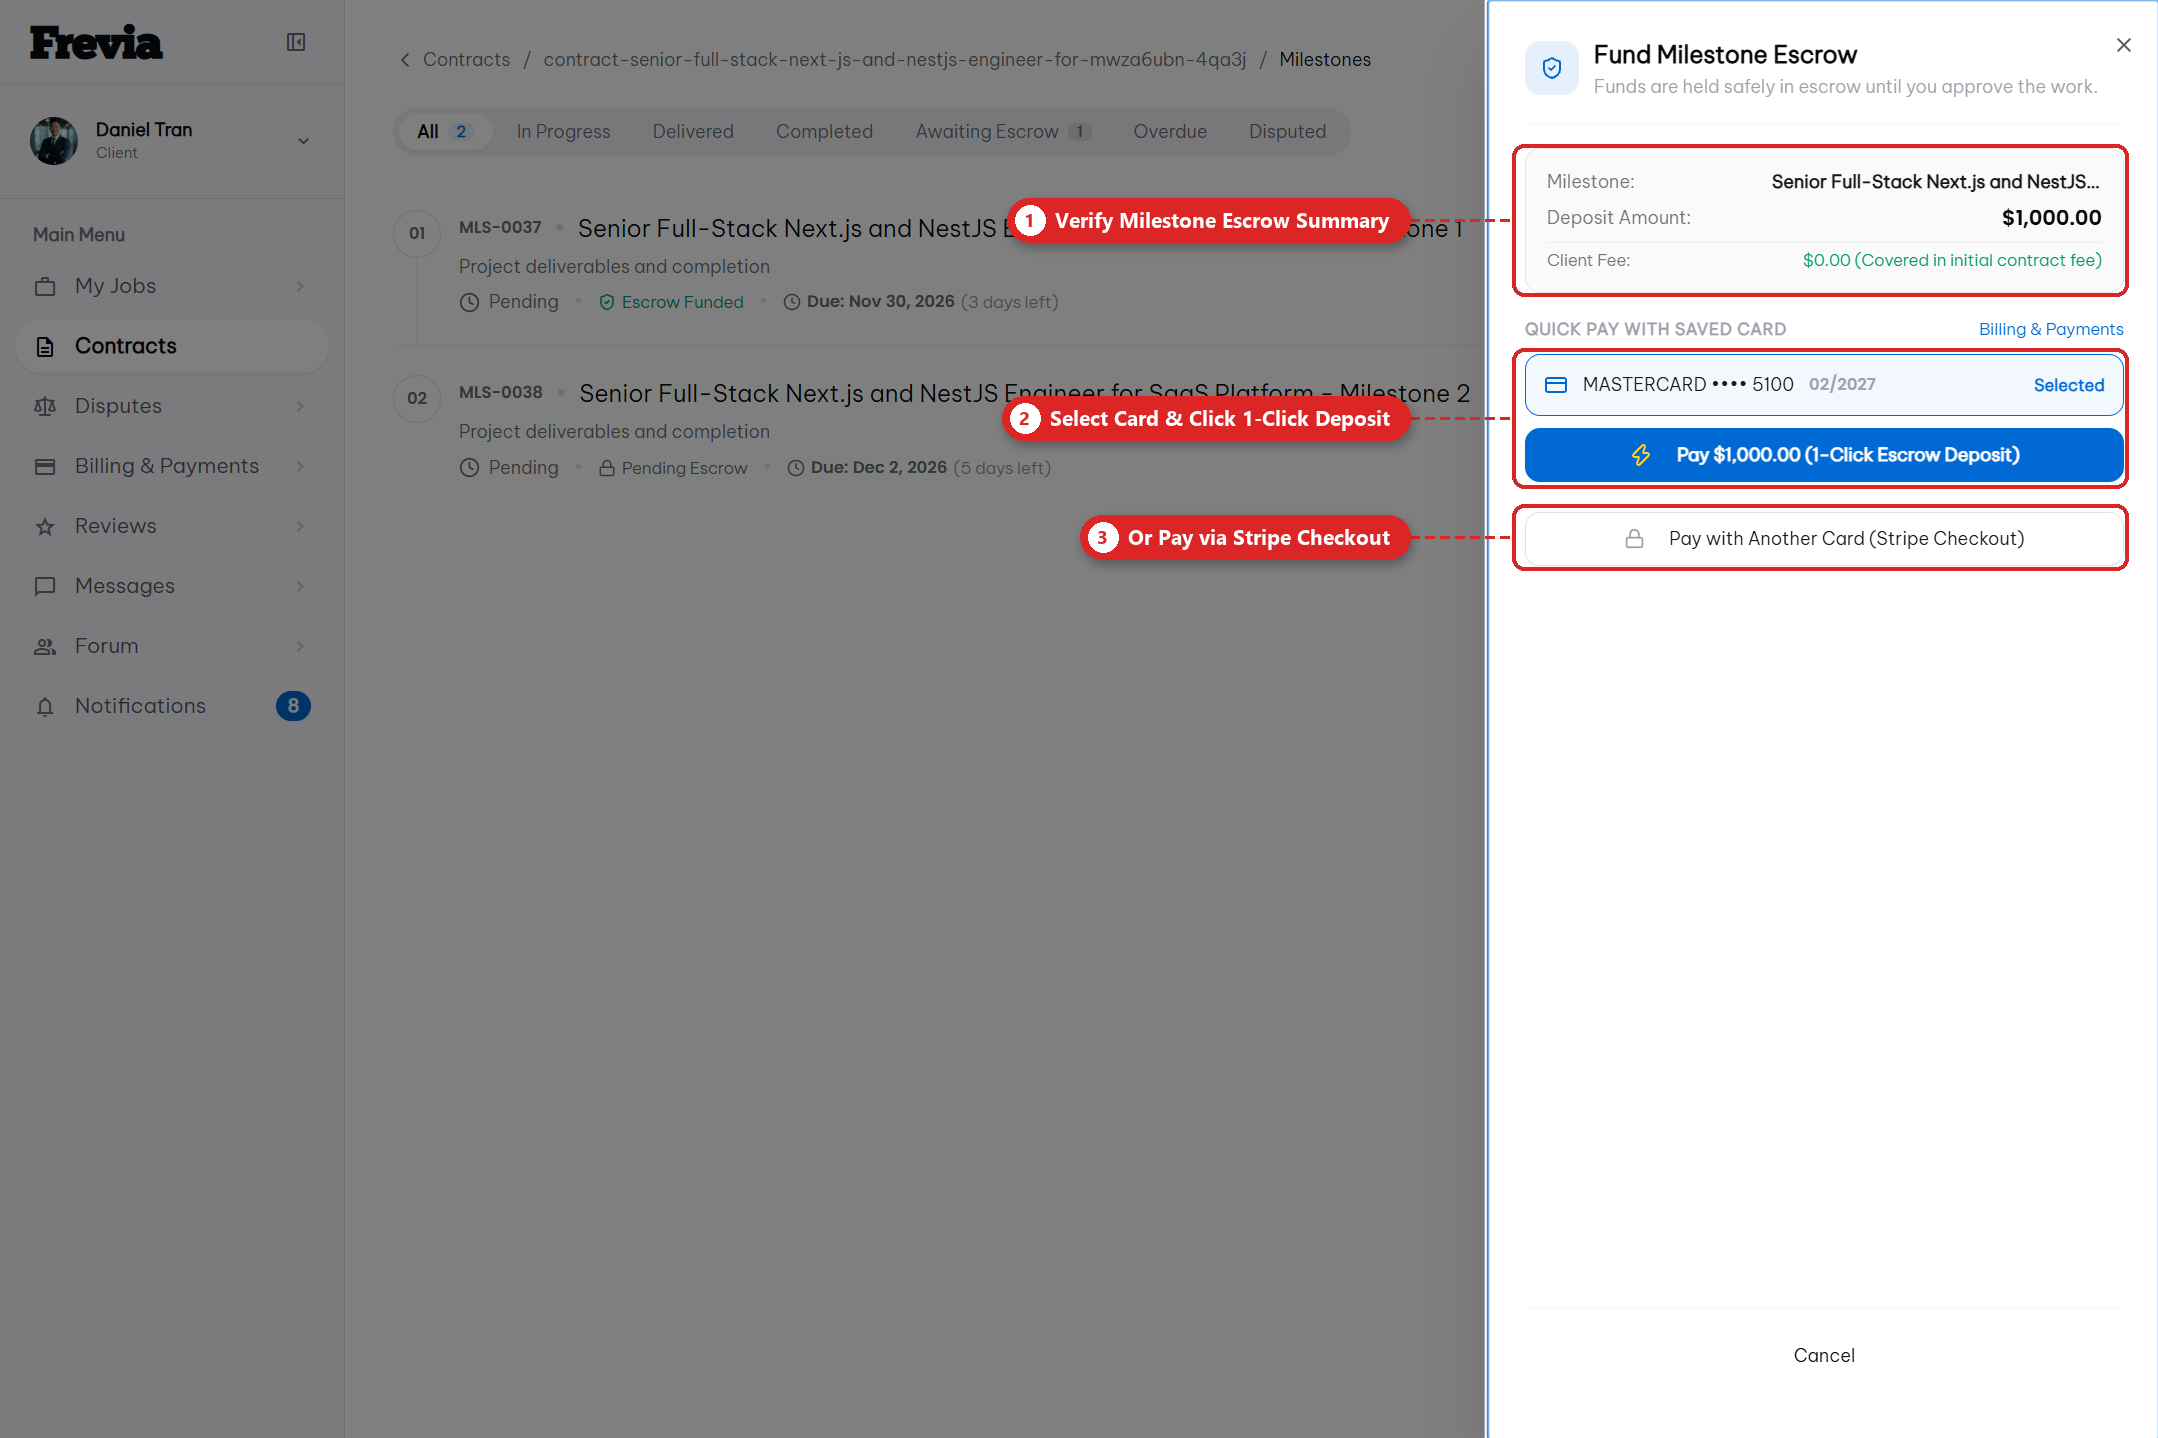 Frevia
Daniel Tran
Client
Main Menu
My Jobs
Contracts
Disputes
Billing & Payments
Reviews
Messages
Forum
Notifications 8
Contracts / contract-senior-full-stack-next-js-and-nestjs-engineer-for-mwza6ubn-4qa3j / Milestones
All 2 In Progress Delivered Completed Awaiting Escrow 1 Overdue Disputed
01 MLS-0037 • Senior Full-Stack Next.js and NestJS E one 1
Project deliverables and completion
Pending • Escrow Funded • Due: Nov 30, 2026 (3 days left)
02 MLS-0038 • Senior Full-Stack Next.js and NestJS Engineer for SaaS Platform - Milestone 2
Project deliverables and completion
Pending • Pending Escrow • Due: Dec 2, 2026 (5 days left)
1 Verify Milestone Escrow Summary
2 Select Card & Click 1-Click Deposit
3 Or Pay via Stripe Checkout
Fund Milestone Escrow
Funds are held safely in escrow until you approve the work.
Milestone: Senior Full-Stack Next.js and NestJS...
Deposit Amount: $1,000.00
Client Fee: $0.00 (Covered in initial contract fee)
QUICK PAY WITH SAVED CARD Billing & Payments
MASTERCARD •••• 5100 02/2027 Selected
Pay $1,000.00 (1-Click Escrow Deposit)
Pay with Another Card (Stripe Checkout)
Cancel